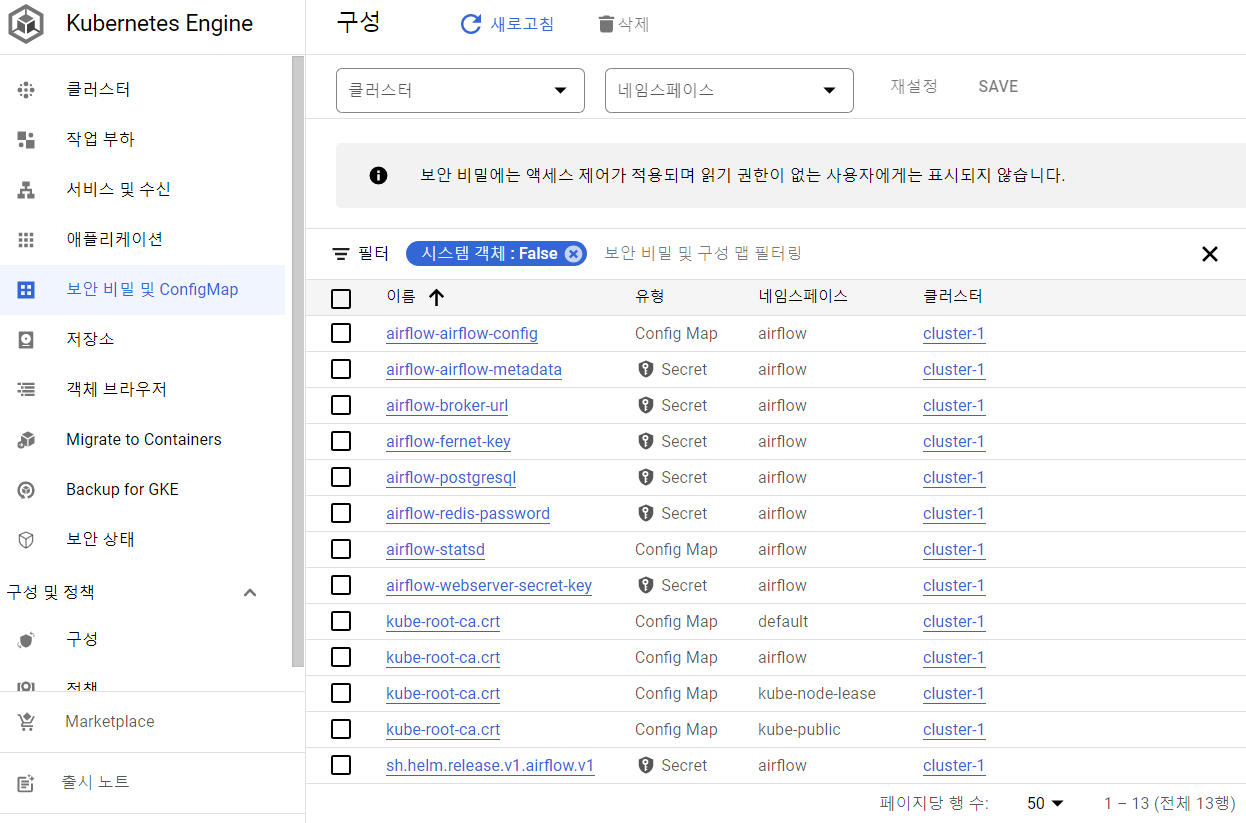 Kubernetes Engine
클러스터
작업 부하
서비스 및 수신
애플리케이션
보안 비밀 및 ConfigMap
저장소
객체 브라우저
Migrate to Containers
Backup for GKE
보안 상태
구성 및 정책
구성
정책
Marketplace
출시 노트
구성 새로고침 삭제
클러스터 네임스페이스 재설정 SAVE
보안 비밀에는 액세스 제어가 적용되며 읽기 권한이 없는 사용자에게는 표시되지 않습니다.
필터 시스템 객체 : False 보안 비밀 및 구성 맵 필터링
이름 유형 네임스페이스 클러스터
airflow-airflow-config Config Map airflow cluster-1
airflow-airflow-metadata Secret airflow cluster-1
airflow-broker-url Secret airflow cluster-1
airflow-fernet-key Secret airflow cluster-1
airflow-postgresql Secret airflow cluster-1
airflow-redis-password Secret airflow cluster-1
airflow-statsd Config Map airflow cluster-1
airflow-webserver-secret-key Secret airflow cluster-1
kube-root-ca.crt Config Map default cluster-1
kube-root-ca.crt Config Map airflow cluster-1
kube-root-ca.crt Config Map kube-node-lease cluster-1
kube-root-ca.crt Config Map kube-public cluster-1
sh.helm.release.v1.airflow.v1 Secret airflow cluster-1
페이지당 행 수: 50 1 – 13 (전체 13행)